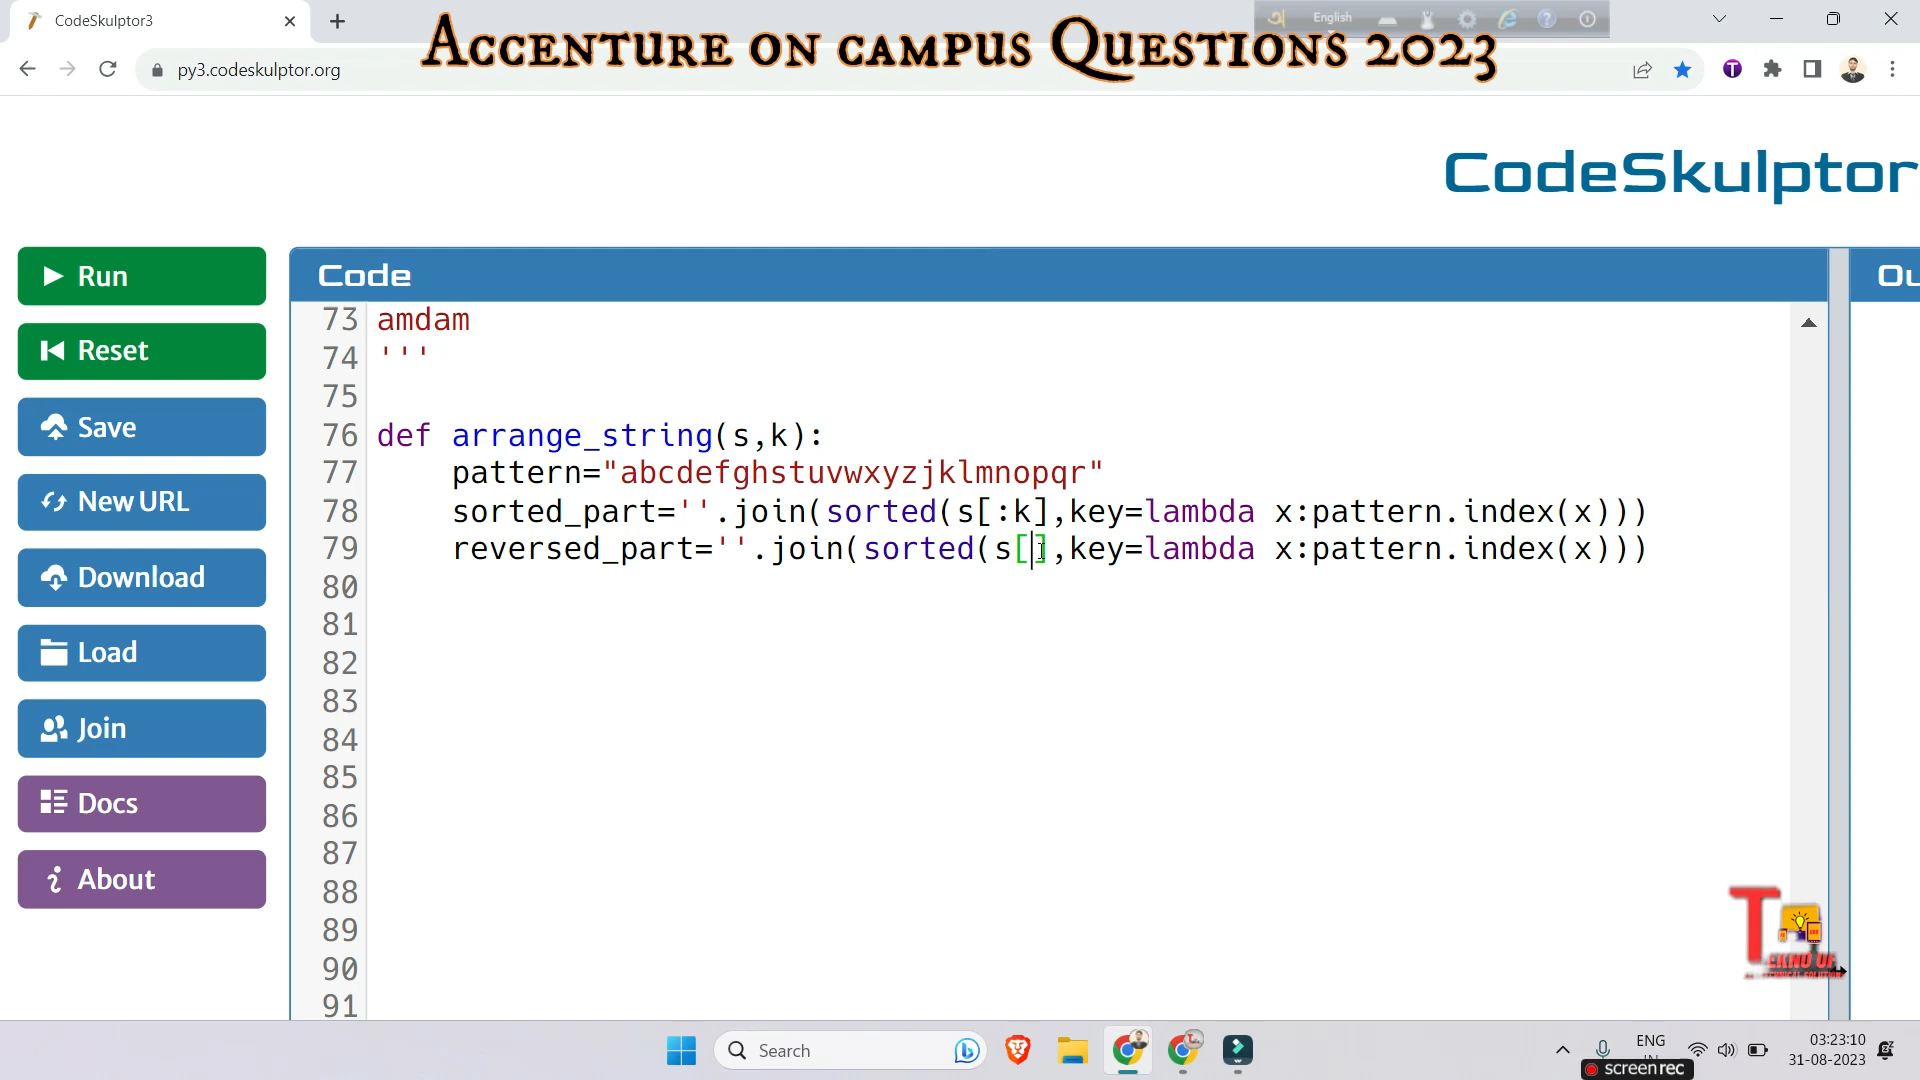 CodeSkulptor3
English
ACCENTURE ON CAMPUS QUESTIONS 2023
py3.codeskulptor.org
CodeSkulptor
Run
Reset
Save
New URL
Download
Load
Join
Docs
About
Code
Ou
73 amdam
74 '''
75
76 def arrange_string(s,k):
77 pattern="abcdefghstuvwxyzjklmnopqr"
78 sorted_part=''.join(sorted(s[:k],key=lambda x:pattern.index(x)))
79 reversed_part=''.join(sorted(s[],key=lambda x:pattern.index(x)))
80
81
82
83
84
85
86
87
88
89
90
91
Search
ENG
03:23:10
31-08-2023
screenrec